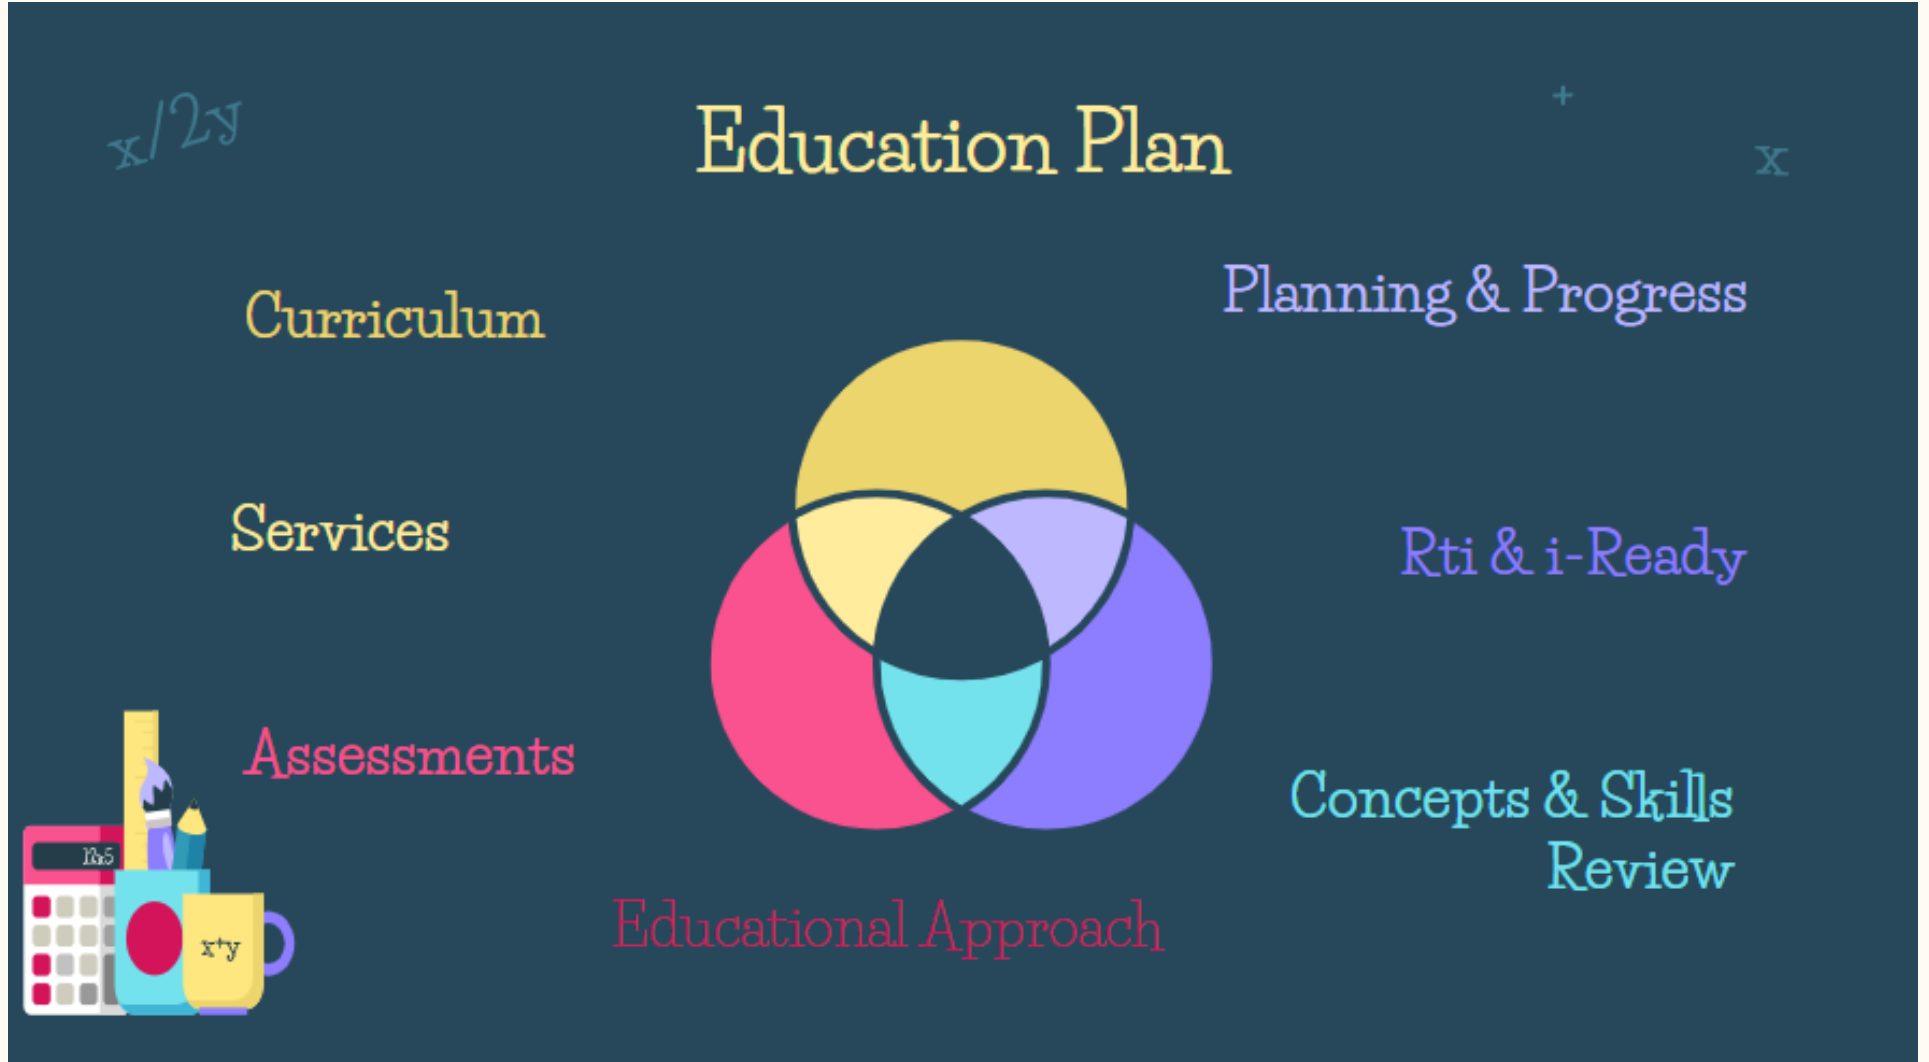 x/2y
+
x
Education Plan
Curriculum
Planning & Progress
Services
Rti & i-Ready
Assessments
Concepts & Skills
Review
Educational Approach
x+y